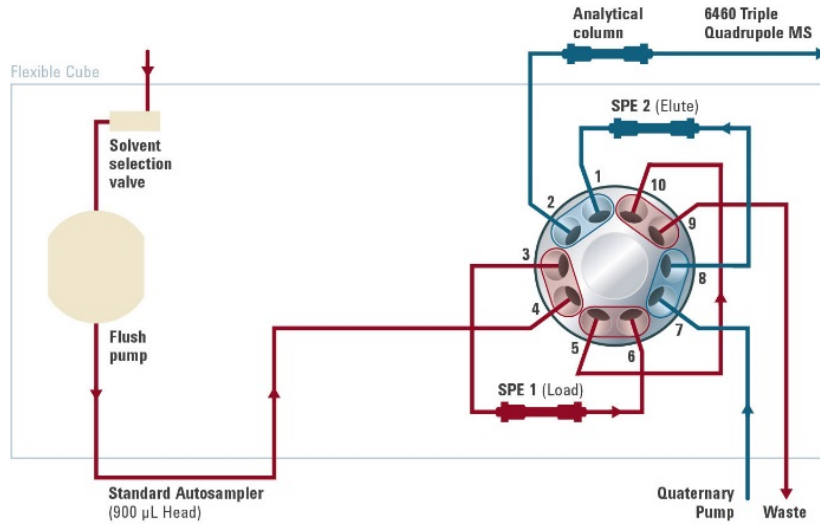 Analytical
column
6460 Triple
Quadrupole MS
Flexible Cube
SPE 2 (Elute)
Solvent
selection
valve
1
10
2
9
3
8
4
7
5
6
Flush
pump
SPE 1 (Load)
Standard Autosampler
(900 µL Head)
Quaternary
Pump
Waste